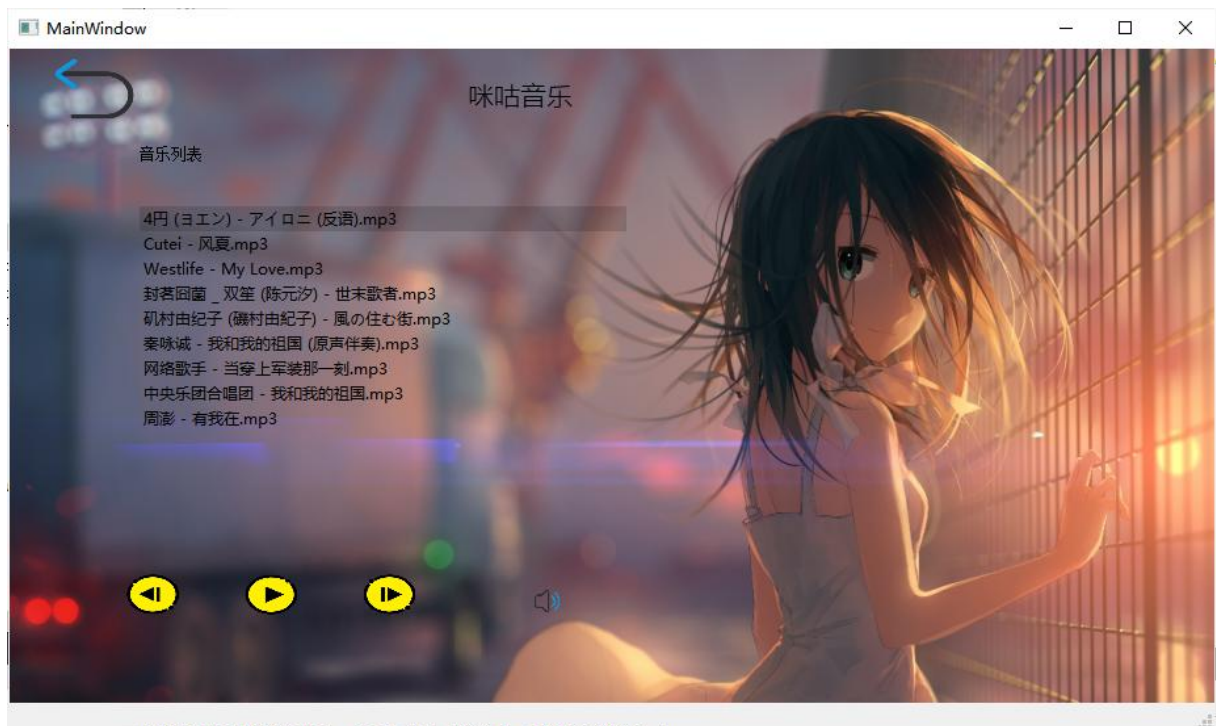 MainWindow
咪咕音乐
音乐列表
4円 (ヨエン) - アイロニ (反语).mp3
Cutei - 风夏.mp3
Westlife - My Love.mp3
封茗囧菌 _ 双笙 (陈元汐) - 世末歌者.mp3
矶村由纪子 (磯村由紀子) - 風の住む街.mp3
秦咏诚 - 我和我的祖国 (原声伴奏).mp3
网络歌手 - 当穿上军装那一刻.mp3
中央乐团合唱团 - 我和我的祖国.mp3
周澎 - 有我在.mp3